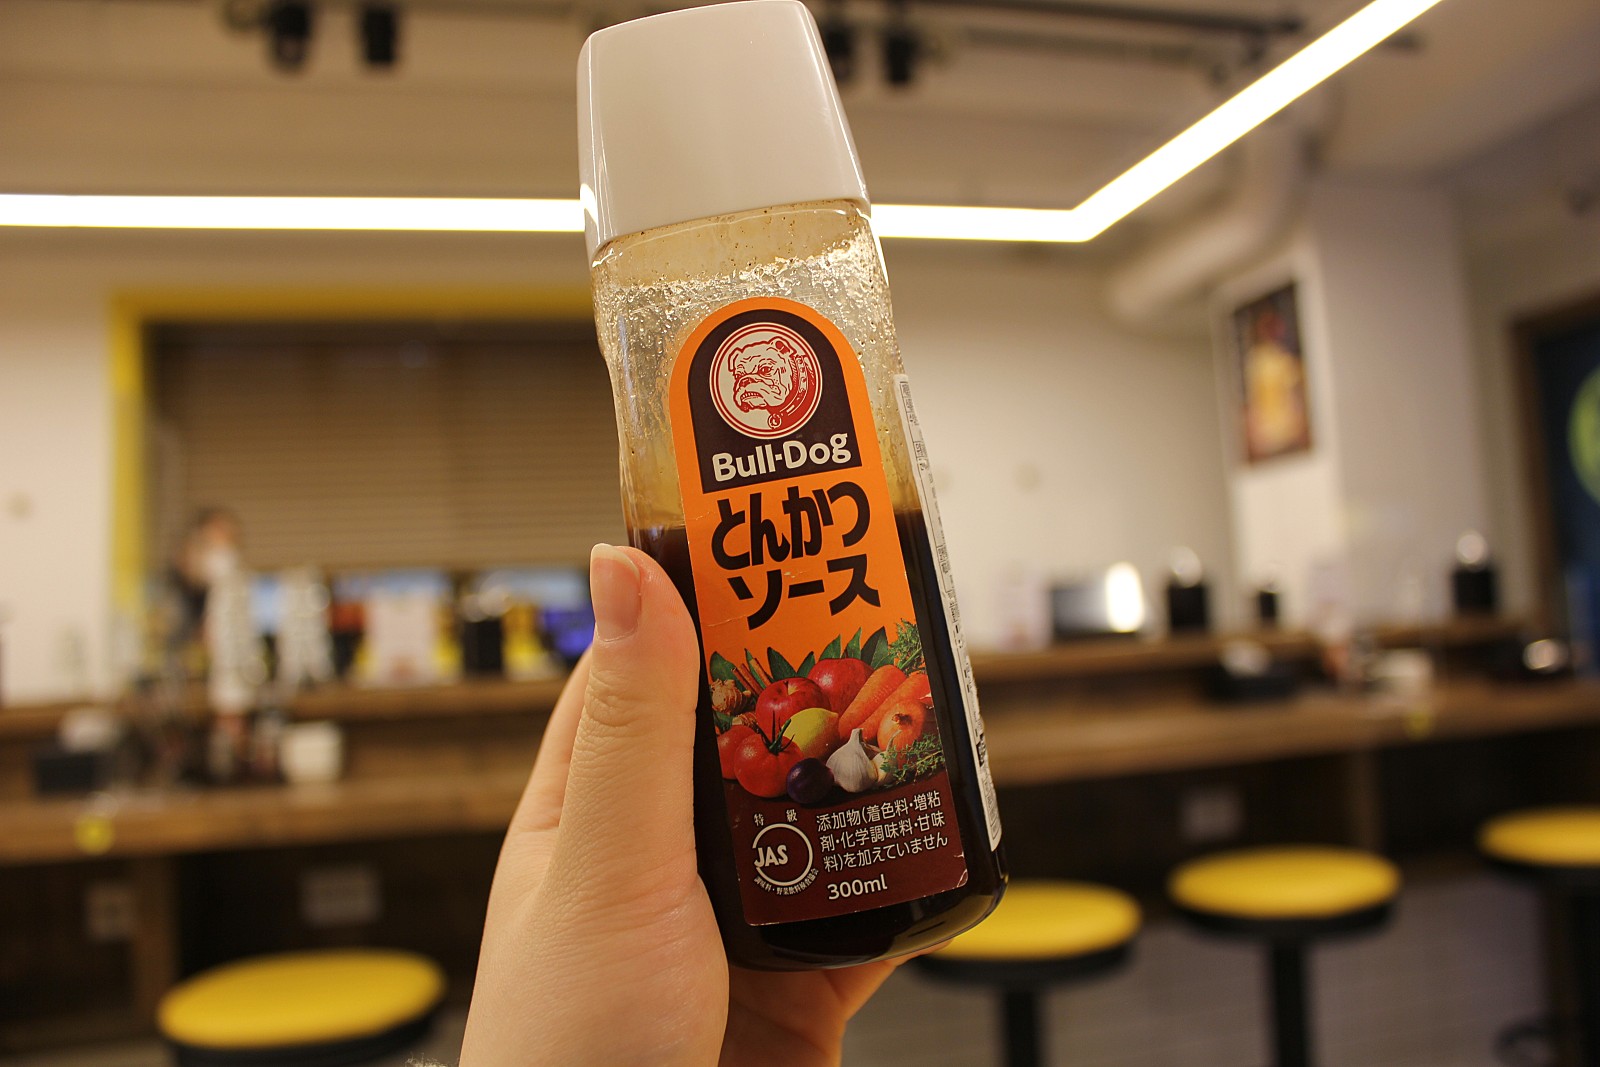 Bull-Dog
とんかつ
ソース
特級
JAS
添加物(着色料・増粘
剤・化学調味料・甘味
料)を加えていません
300ml